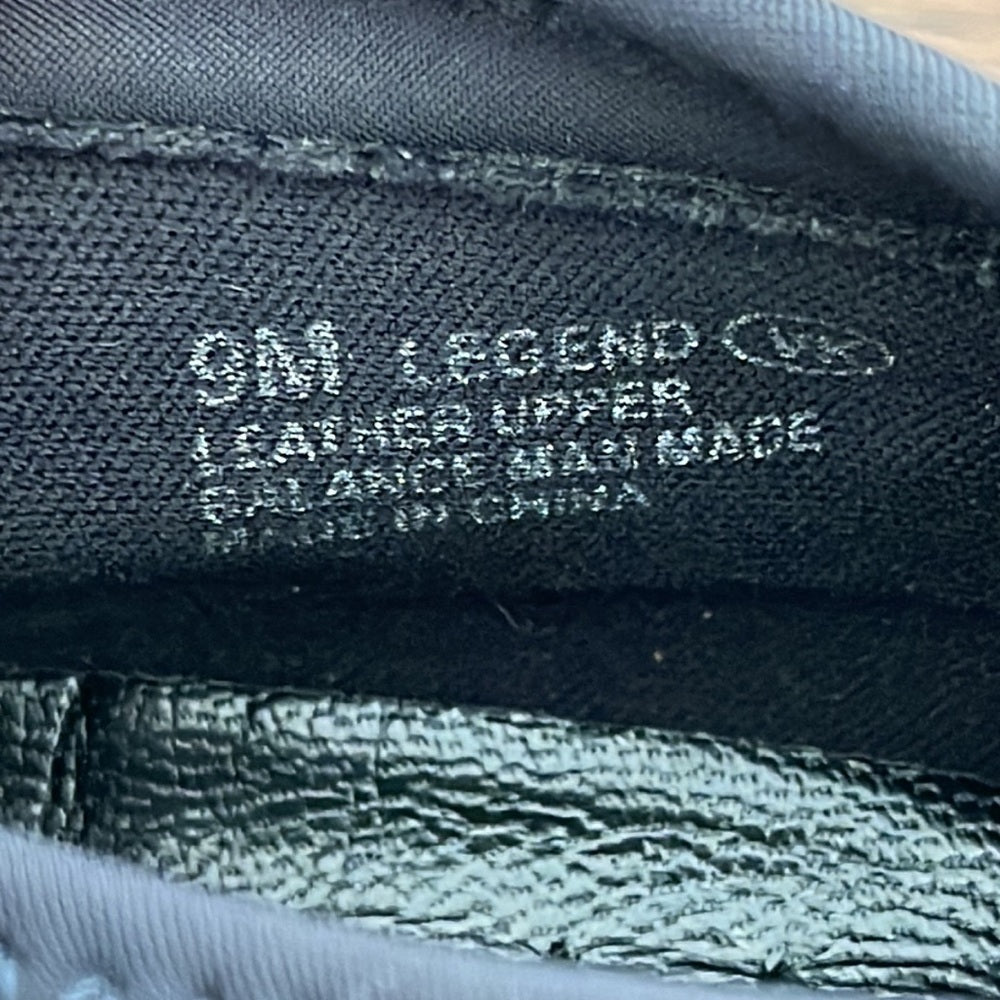 9M LEGEND
LEATHER UPPER
BALANCE MAN MADE
MADE IN CHINA